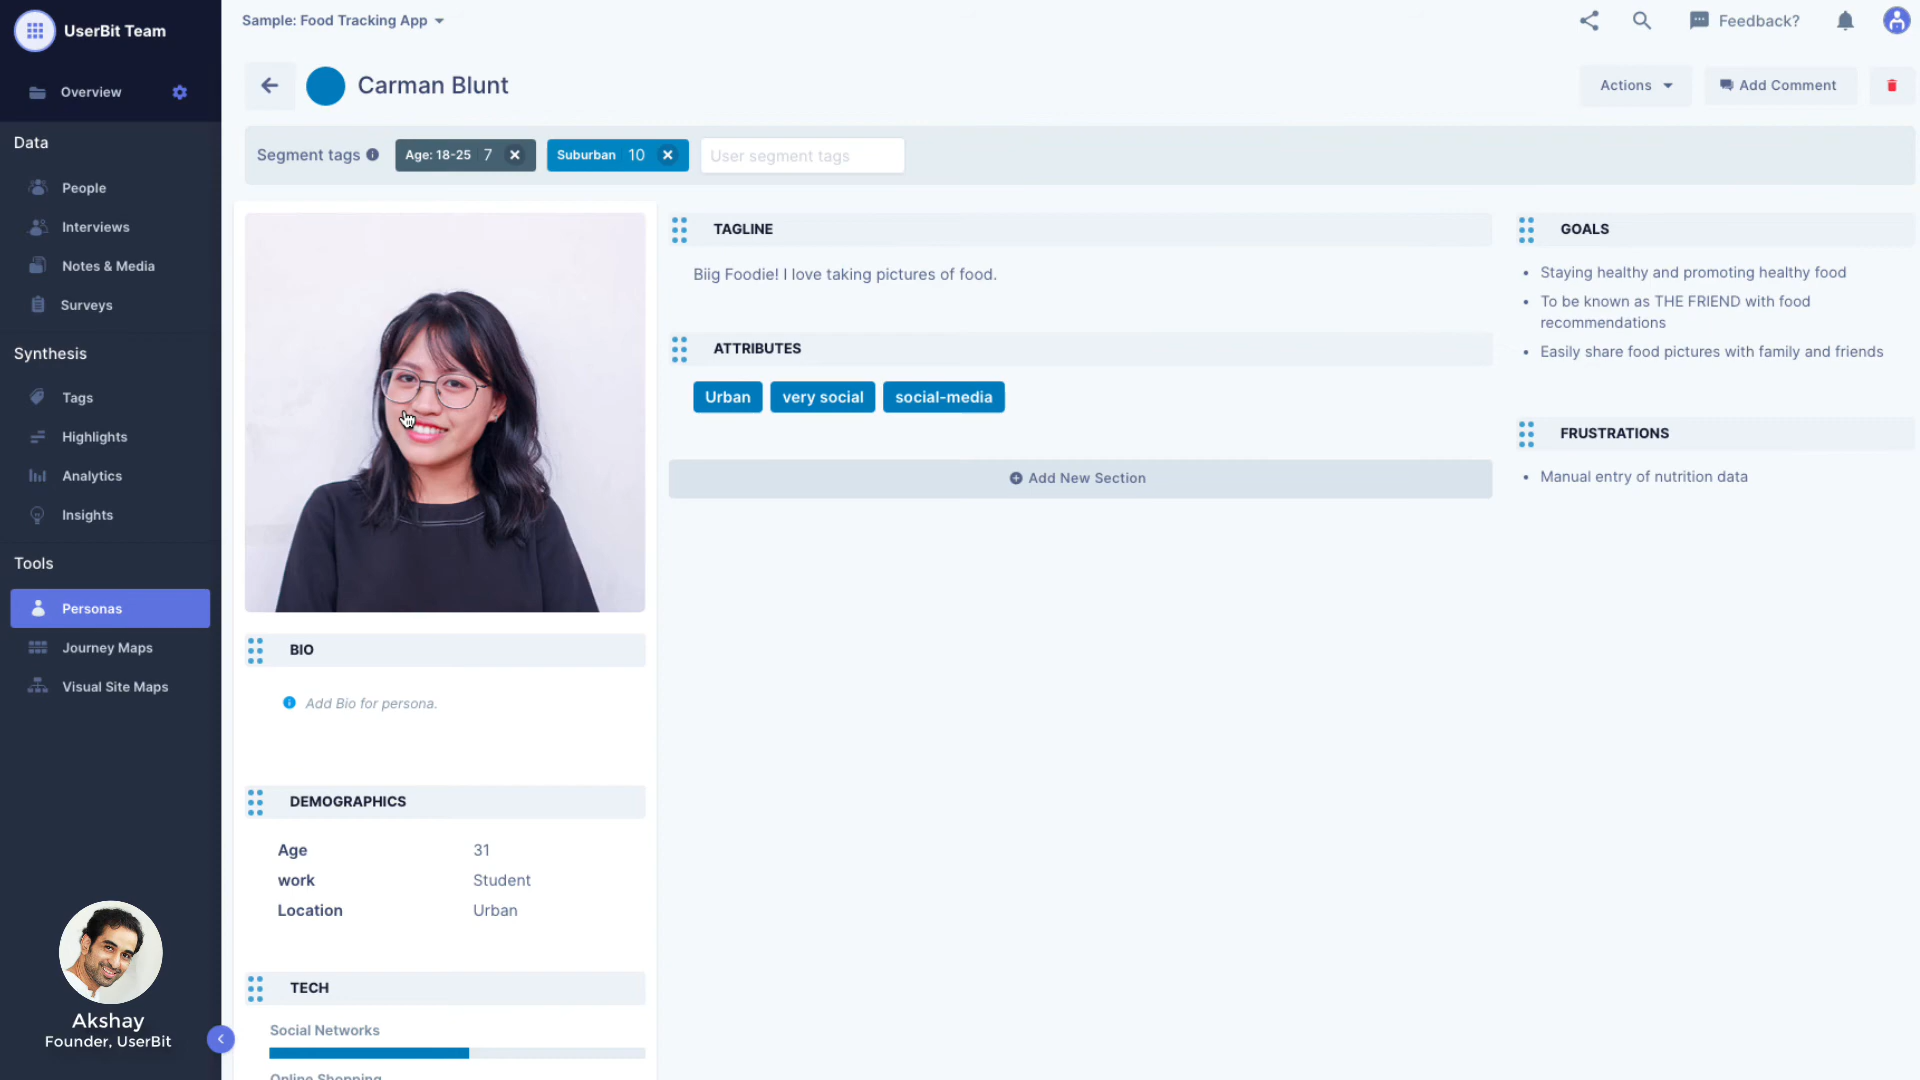 UserBit Team
Sample: Food Tracking App
Feedback?
Overview
Carman Blunt
Actions
Add Comment
Data
Segment tags
Age: 18-25 7
Suburban 10
User segment tags
People
Interviews
Notes & Media
Surveys
Synthesis
Tags
Highlights
Analytics
Insights
Tools
Personas
Journey Maps
Visual Site Maps
Akshay
Founder, UserBit
BIO
Add Bio for persona.
DEMOGRAPHICS
Age 31
work Student
Location Urban
TECH
Social Networks
Online Shopping
TAGLINE
Biig Foodie! I love taking pictures of food.
ATTRIBUTES
Urban very social social-media
Add New Section
GOALS
Staying healthy and promoting healthy food
To be known as THE FRIEND with food
recommendations
Easily share food pictures with family and friends
FRUSTRATIONS
Manual entry of nutrition data